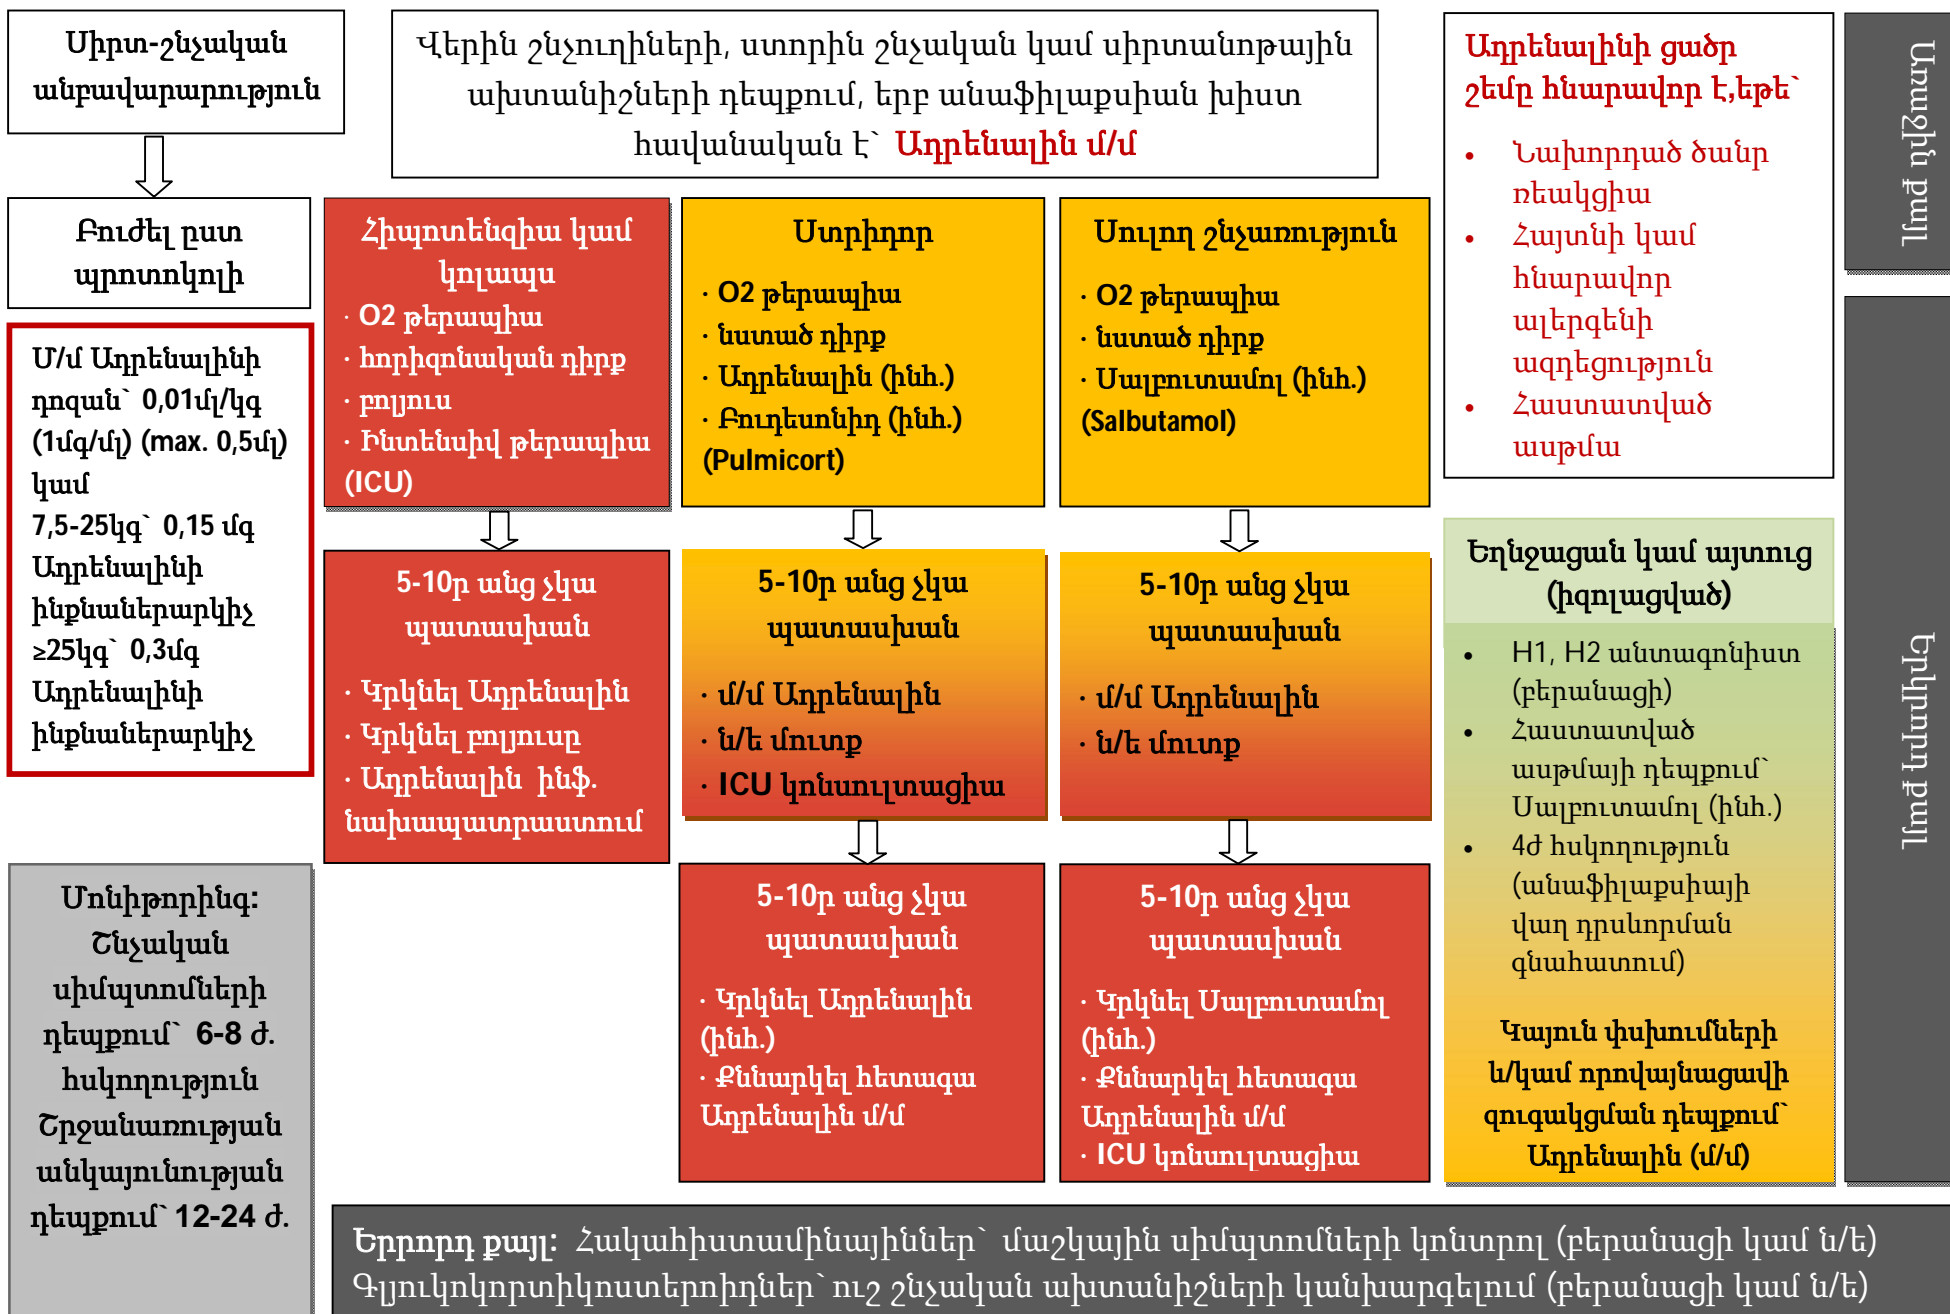 Սիրտ-շնչական
անբավարարություն
Վերին շնչուղիների, ստորին շնչական կամ սիրտանոթային
ախտանիշների դեպքում, երբ անաֆիլաքսիան խիստ
հավանական է` Ադրենալին մ/մ
Ադրենալինի ցածր
շեմը հնարավոր է,եթե`
• Նախորդած ծանր
ռեակցիա
• Հայտնի կամ
հնարավոր
ալերգենի
ազդեցություն
• Հաստատված
ասթմա
Առաջին քայլ
Բուժել ըստ
պրոտոկոլի
Մ/մ Ադրենալինի
դոզան` 0,01մլ/կգ
(1մգ/մլ) (max. 0,5մլ)
կամ
7,5-25կգ` 0,15 մգ
Ադրենալինի
ինքնաներարկիչ
≥25կգ` 0,3մգ
Ադրենալինի
ինքնաներարկիչ
Հիպոտենզիա կամ
կոլապս
· O2 թերապիա
· հորիզոնական դիրք
· բոլյուս
· Ինտենսիվ թերապիա
(ICU)
Ստրիդոր
· O2 թերապիա
· նստած դիրք
· Ադրենալին (ինհ.)
· Բուդեսոնիդ (ինհ.)
(Pulmicort)
Սուլող շնչառություն
· O2 թերապիա
· նստած դիրք
· Սալբուտամոլ (ինհ.)
(Salbutamol)
5-10ր անց չկա
պատասխան
· Կրկնել Ադրենալին
· Կրկնել բոլյուսը
· Ադրենալին ինֆ.
նախապատրաստում
5-10ր անց չկա
պատասխան
· մ/մ Ադրենալին
· ն/ե մուտք
· ICU կոնսուլտացիա
5-10ր անց չկա
պատասխան
· մ/մ Ադրենալին
· ն/ե մուտք
Եղնջացան կամ այտուց
(իզոլացված)
• H1, H2 անտագոնիստ
(բերանացի)
• Հաստատված
ասթմայի դեպքում`
Սալբուտամոլ (ինհ.)
• 4ժ հսկողություն
(անաֆիլաքսիայի
վաղ դրսևորման
գնահատում)
Կայուն փսխումների
և/կամ որովայնացավի
զուգակցման դեպքում`
Ադրենալին (մ/մ)
Երկրորդ քայլ
Մոնիթորինգ:
Շնչական
սիմպտոմների
դեպքում` 6-8 ժ.
հսկողություն
Շրջանառության
անկայունության
դեպքում` 12-24 ժ.
5-10ր անց չկա
պատասխան
· Կրկնել Ադրենալին
(ինհ.)
· Քննարկել հետագա
Ադրենալին մ/մ
5-10ր անց չկա
պատասխան
· Կրկնել Սալբուտամոլ
(ինհ.)
· Քննարկել հետագա
Ադրենալին մ/մ
· ICU կոնսուլտացիա
Երրորդ քայլ: Հակահիստամինայիններ` մաշկային սիմպտոմների կոնտրոլ (բերանացի կամ ն/ե)
Գլյուկոկորտիկոստերոիդներ` ուշ շնչական ախտանիշների կանխարգելում (բերանացի կամ ն/ե)